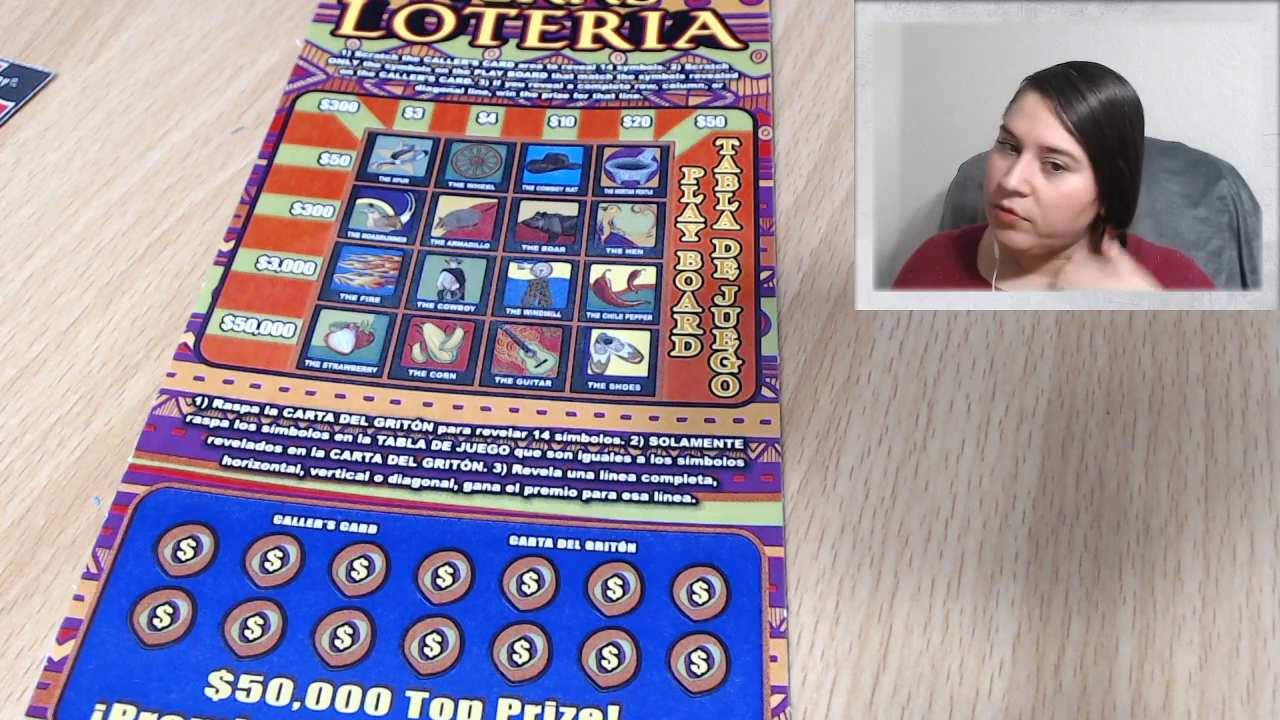 LOTERIA
1) Scratch the CALLER'S CARD area to reveal 14 symbols. 2) Scratch
ONLY the symbols on the PLAY BOARD that match the symbols revealed
on the CALLER'S CARD. 3) If you reveal a complete row, column, or
diagonal line, win the prize for that line.
$300 $3 $4 $10 $20 $50
$50
$300
$3,000
$50,000
THE SPUR THE WHEEL THE COWBOY HAT THE MORTAR PESTLE
THE ROADRUNNER THE ARMADILLO THE BOAR THE HEN
THE FIRE THE COWBOY THE WINDMILL THE CHILE PEPPER
THE STRAWBERRY THE CORN THE GUITAR THE SHOES
PLAY BOARD
TABLA DE JUEGO
1) Raspa la CARTA DEL GRITÓN para revelar 14 símbolos. 2) SOLAMENTE
raspa los símbolos en la TABLA DE JUEGO que son iguales a los símbolos
revelados en la CARTA DEL GRITÓN. 3) Revela una línea completa,
horizontal, vertical o diagonal, gana el premio para esa línea.
CALLER'S CARD CARTA DEL GRITÓN
$ $ $ $ $ $ $
$ $ $ $ $ $ $
$50,000 Top Prize!